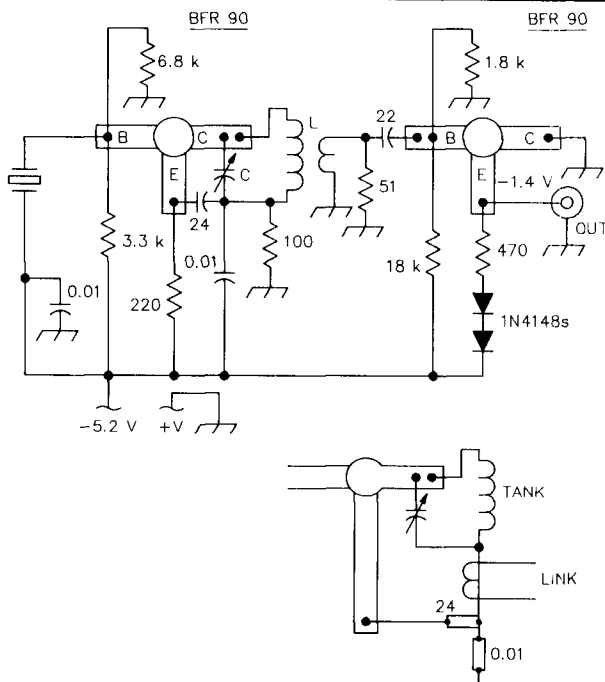 BFR 90
BFR 90
6.8 k
1.8 k
B
C
L
22
B
C
E
C
E
-1.4 V
24
51
OUT
3.3 k
100
470
0.01
18 k
0.01
220
1N4148s
-5.2 V
+V
TANK
LINK
24
0.01